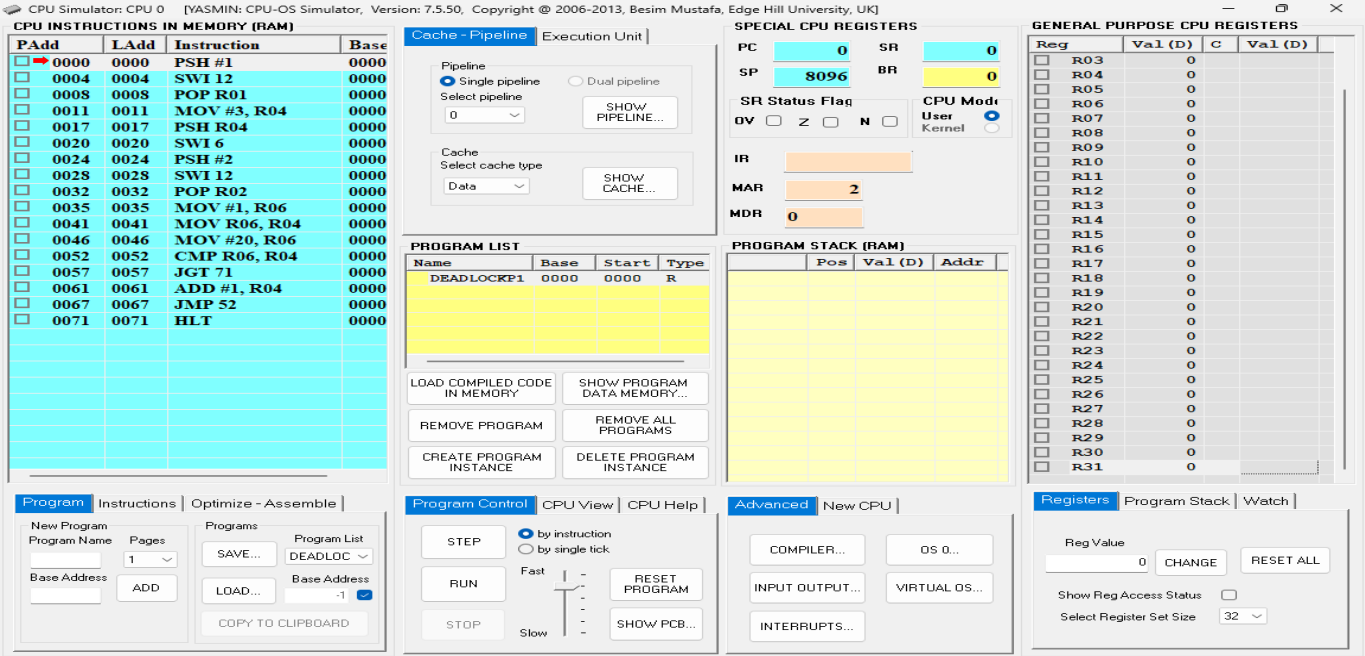 CPU Simulator: CPU 0 [YASMIN: CPU-OS Simulator, Version: 7.5.50, Copyright @ 2006-2013, Besim Mustafa, Edge Hill University, UK]
CPU INSTRUCTIONS IN MEMORY (RAM)
PAdd LAdd Instruction Base
0000 0000 PSH #1 0000
0004 0004 SWI 12 0000
0008 0008 POP R01 0000
0011 0011 MOV #3, R04 0000
0017 0017 PSH R04 0000
0020 0020 SWI 6 0000
0024 0024 PSH #2 0000
0028 0028 SWI 12 0000
0032 0032 POP R02 0000
0035 0035 MOV #1, R06 0000
0041 0041 MOV R06, R04 0000
0046 0046 MOV #20, R06 0000
0052 0052 CMP R06, R04 0000
0057 0057 JGT 71 0000
0061 0061 ADD #1, R04 0000
0067 0067 JMP 52 0000
0071 0071 HLT 0000
Cache - Pipeline Execution Unit
Pipeline
Single pipeline Dual pipeline
Select pipeline
0
SHOW
PIPELINE...
Cache
Select cache type
Data
SHOW
CACHE...
SPECIAL CPU REGISTERS
PC 0 SR 0
SP 8096 BR 0
SR Status Flag
OV Z N
CPU Mode
User
Kernel
IR
MAR 2
MDR 0
PROGRAM LIST
Name Base Start Type
DEADLOCKP1 0000 0000 R
LOAD COMPILED CODE
IN MEMORY
SHOW PROGRAM
DATA MEMORY...
REMOVE PROGRAM
REMOVE ALL
PROGRAMS
CREATE PROGRAM
INSTANCE
DELETE PROGRAM
INSTANCE
PROGRAM STACK (RAM)
Pos Val (D) Addr
GENERAL PURPOSE CPU REGISTERS
Reg Val (D) C Val (D)
R03 0
R04 0
R05 0
R06 0
R07 0
R08 0
R09 0
R10 0
R11 0
R12 0
R13 0
R14 0
R15 0
R16 0
R17 0
R18 0
R19 0
R20 0
R21 0
R22 0
R23 0
R24 0
R25 0
R26 0
R27 0
R28 0
R29 0
R30 0
R31 0
Program Instructions Optimize - Assemble
New Program
Program Name Pages
1
Base Address
ADD
Programs
SAVE...
Program List
DEADLOC
LOAD...
Base Address
-1
COPY TO CLIPBOARD
Program Control CPU View CPU Help
STEP
by instruction
by single tick
RUN
Fast
Slow
RESET
PROGRAM
STOP
SHOW PCB...
Advanced New CPU
COMPILER... OS 0...
INPUT OUTPUT... VIRTUAL OS...
INTERRUPTS...
Registers Program Stack Watch
Reg Value
0 CHANGE RESET ALL
Show Reg Access Status
Select Register Set Size 32